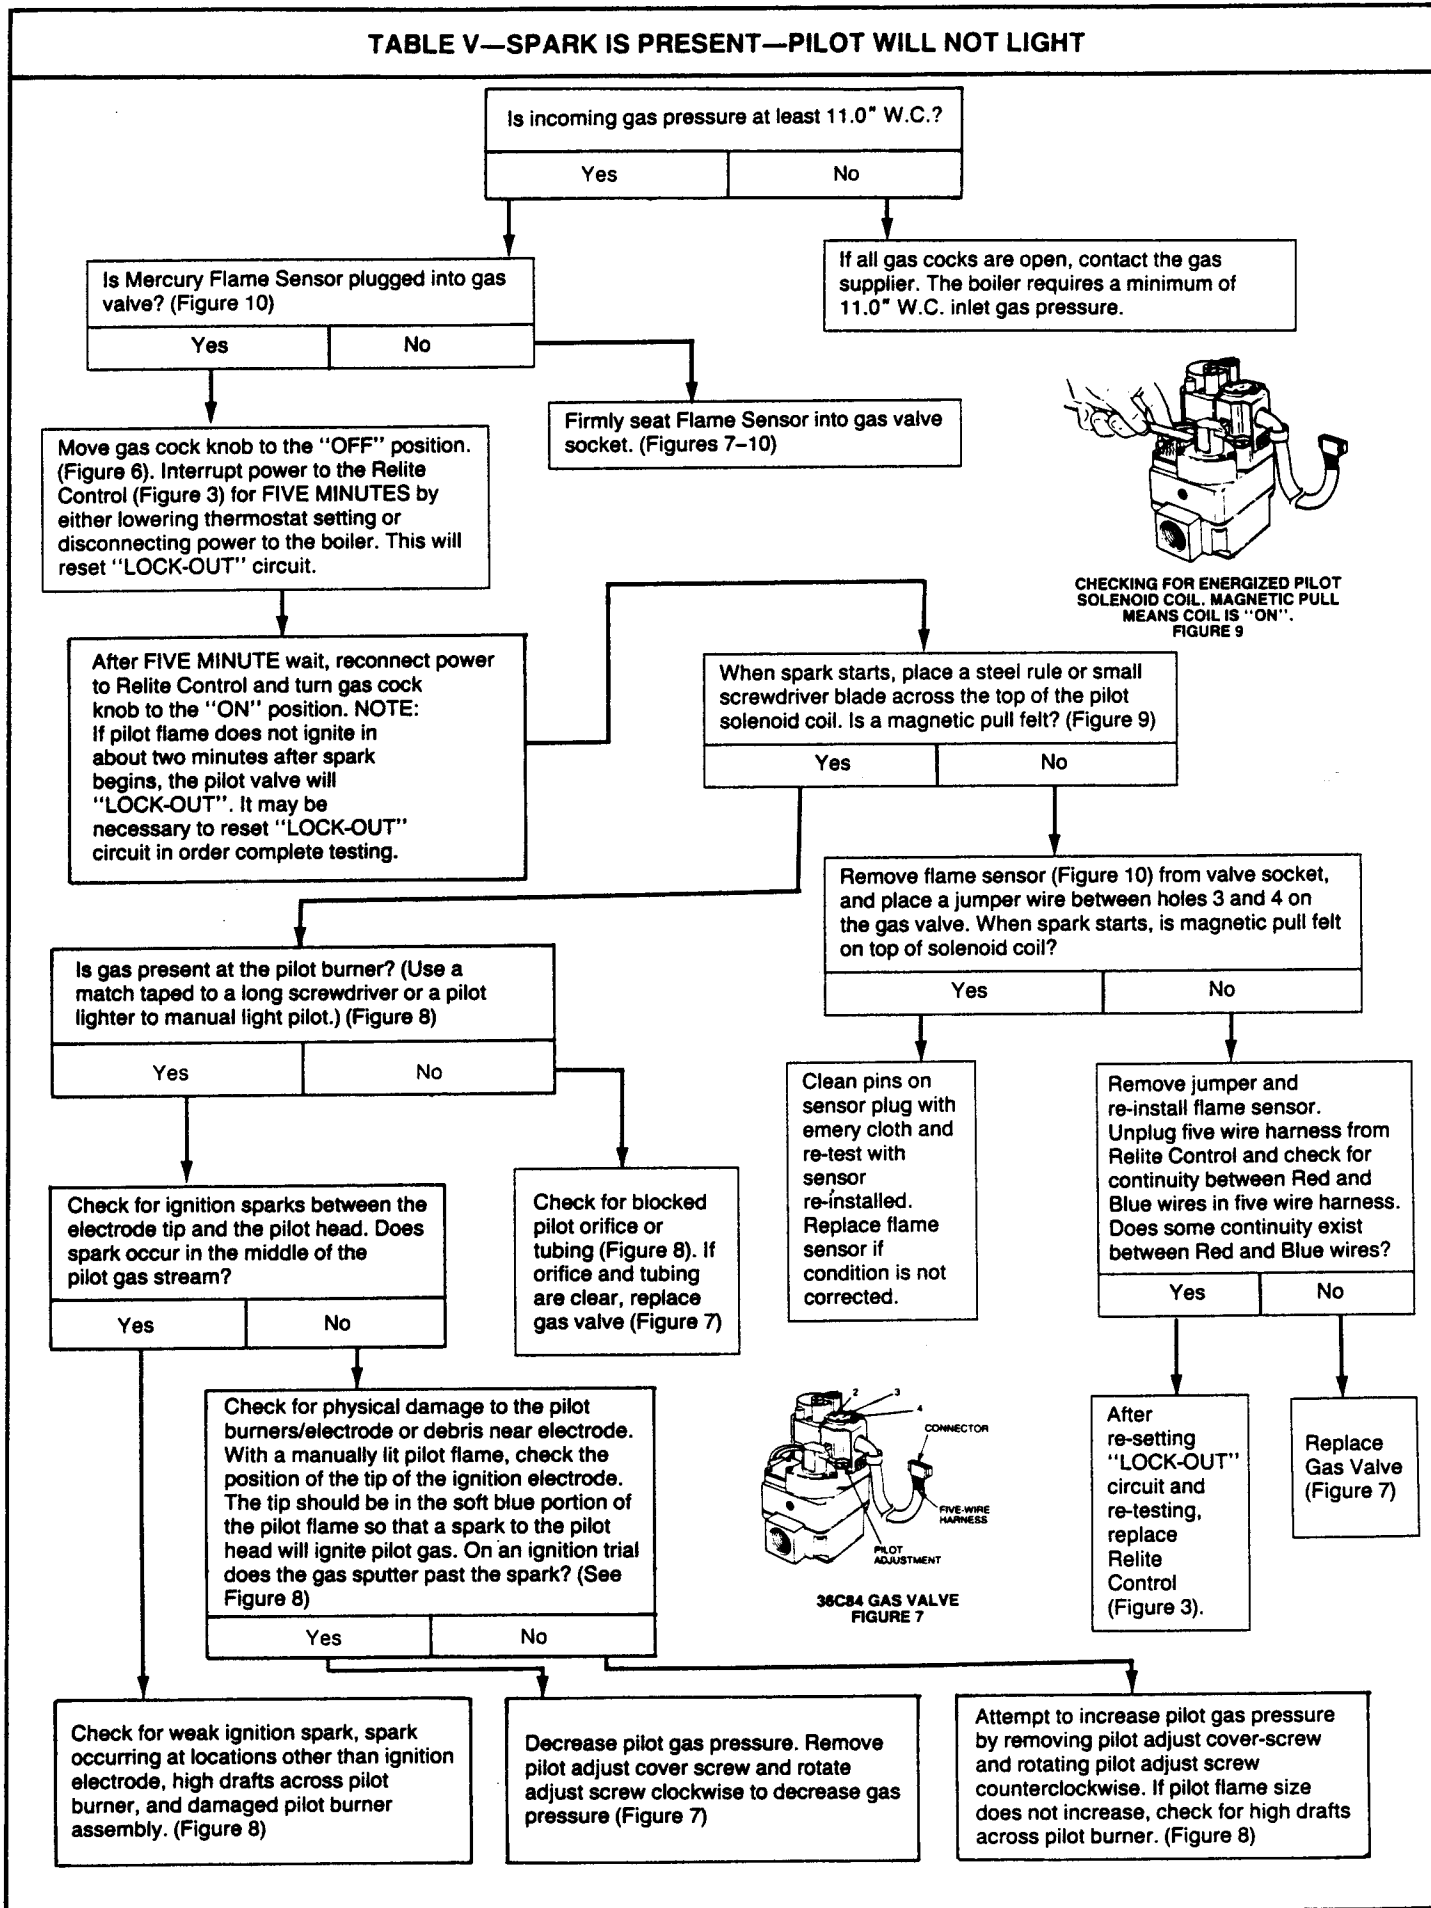 TABLE V—SPARK IS PRESENT—PILOT WILL NOT LIGHT
Is incoming gas pressure at least 11.0" W.C.?
Yes
No
If all gas cocks are open, contact the gas
supplier. The boiler requires a minimum of
11.0" W.C. inlet gas pressure.
Is Mercury Flame Sensor plugged into gas
valve? (Figure 10)
Yes
No
Firmly seat Flame Sensor into gas valve
socket. (Figures 7–10)
Move gas cock knob to the "OFF" position.
(Figure 6). Interrupt power to the Relite
Control (Figure 3) for FIVE MINUTES by
either lowering thermostat setting or
disconnecting power to the boiler. This will
reset "LOCK-OUT" circuit.
CHECKING FOR ENERGIZED PILOT
SOLENOID COIL. MAGNETIC PULL
MEANS COIL IS "ON".
FIGURE 9
After FIVE MINUTE wait, reconnect power
to Relite Control and turn gas cock
knob to the "ON" position. NOTE:
If pilot flame does not ignite in
about two minutes after spark
begins, the pilot valve will
"LOCK-OUT". It may be
necessary to reset "LOCK-OUT"
circuit in order complete testing.
When spark starts, place a steel rule or small
screwdriver blade across the top of the pilot
solenoid coil. Is a magnetic pull felt? (Figure 9)
Yes
No
Remove flame sensor (Figure 10) from valve socket,
and place a jumper wire between holes 3 and 4 on
the gas valve. When spark starts, is magnetic pull felt
on top of solenoid coil?
Yes
No
Is gas present at the pilot burner? (Use a
match taped to a long screwdriver or a pilot
lighter to manual light pilot.) (Figure 8)
Yes
No
Clean pins on
sensor plug with
emery cloth and
re-test with
sensor
re-installed.
Replace flame
sensor if
condition is not
corrected.
Remove jumper and
re-install flame sensor.
Unplug five wire harness from
Relite Control and check for
continuity between Red and
Blue wires in five wire harness.
Does some continuity exist
between Red and Blue wires?
Yes
No
Check for ignition sparks between the
electrode tip and the pilot head. Does
spark occur in the middle of the
pilot gas stream?
Yes
No
Check for blocked
pilot orifice or
tubing (Figure 8). If
orifice and tubing
are clear, replace
gas valve (Figure 7)
Check for physical damage to the pilot
burners/electrode or debris near electrode.
With a manually lit pilot flame, check the
position of the tip of the ignition electrode.
The tip should be in the soft blue portion of
the pilot flame so that a spark to the pilot
head will ignite pilot gas. On an ignition trial
does the gas sputter past the spark? (See
Figure 8)
Yes
No
2
3
4
CONNECTOR
FIVE-WIRE
HARNESS
PILOT
ADJUSTMENT
36C84 GAS VALVE
FIGURE 7
After
re-setting
"LOCK-OUT"
circuit and
re-testing,
replace
Relite
Control
(Figure 3).
Replace
Gas Valve
(Figure 7)
Check for weak ignition spark, spark
occurring at locations other than ignition
electrode, high drafts across pilot
burner, and damaged pilot burner
assembly. (Figure 8)
Decrease pilot gas pressure. Remove
pilot adjust cover screw and rotate
adjust screw clockwise to decrease gas
pressure (Figure 7)
Attempt to increase pilot gas pressure
by removing pilot adjust cover-screw
and rotating pilot adjust screw
counterclockwise. If pilot flame size
does not increase, check for high drafts
across pilot burner. (Figure 8)